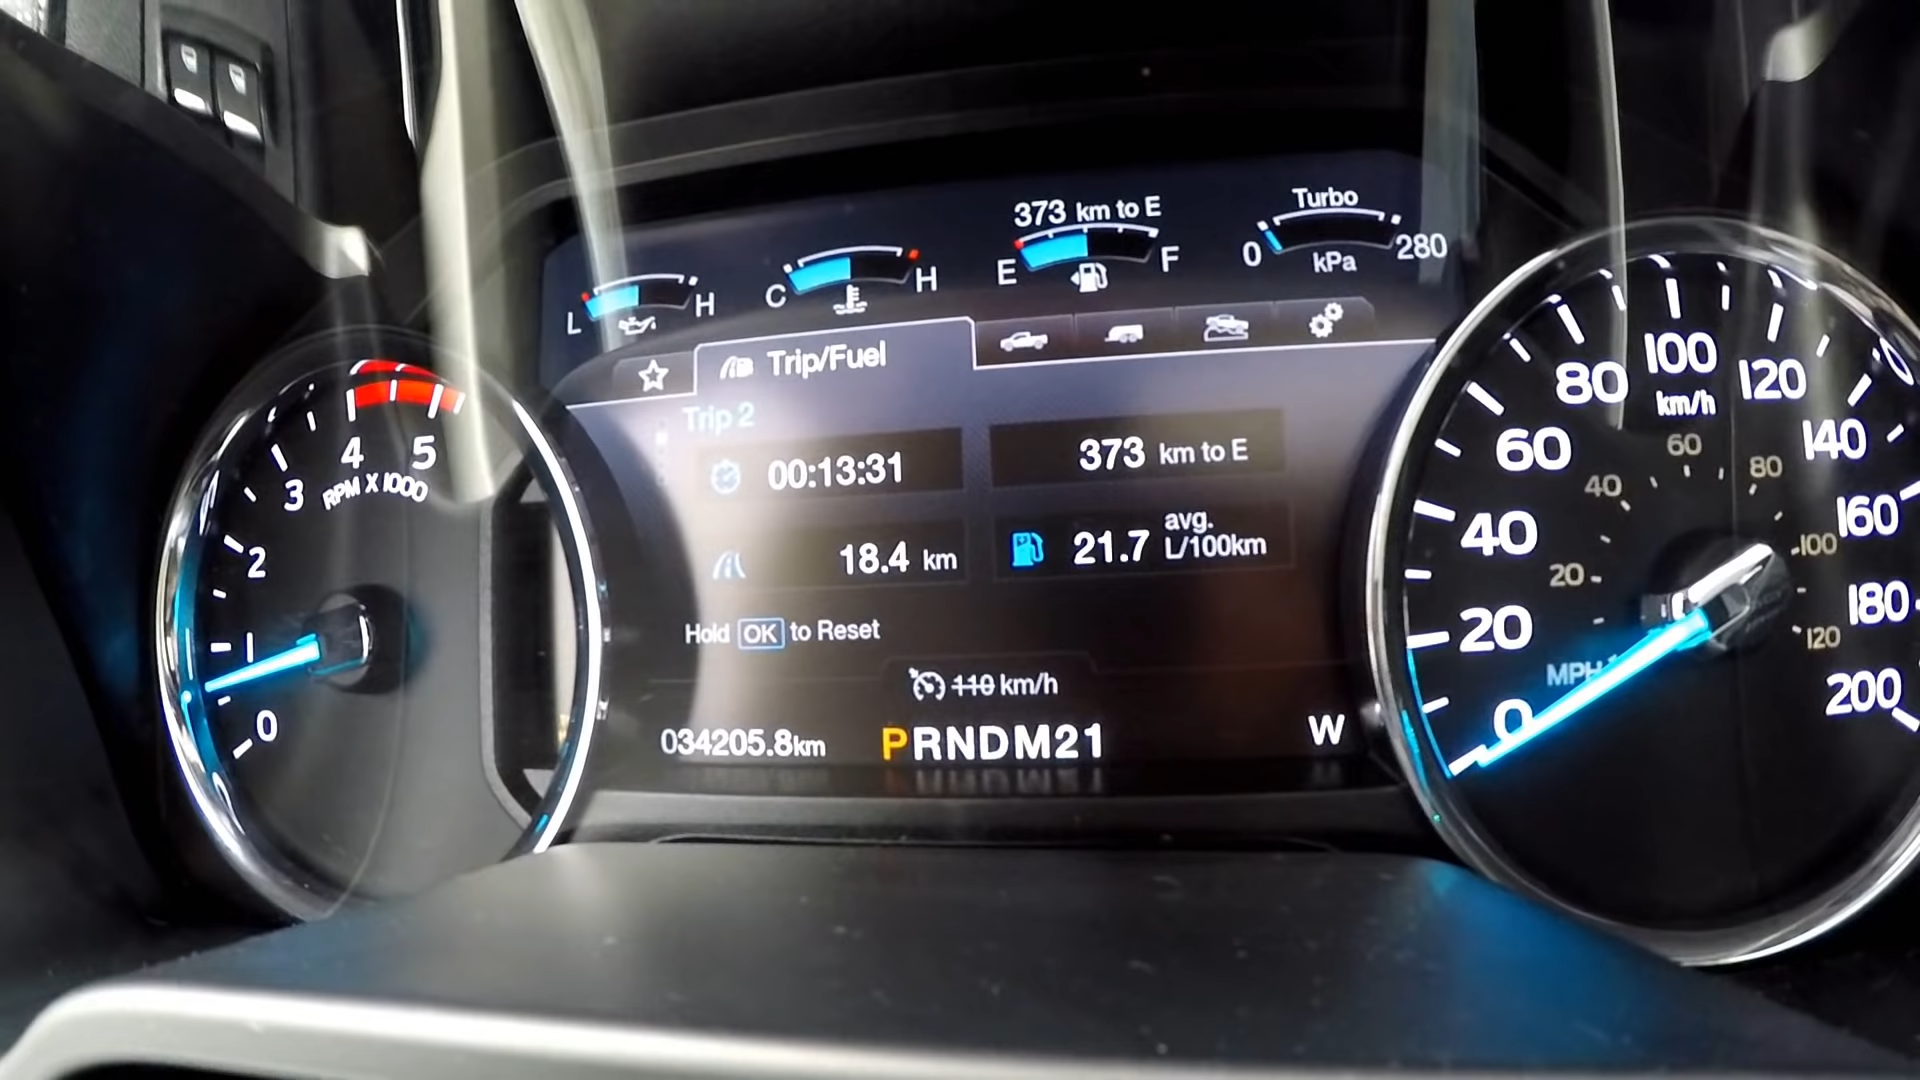 373 km to E
Turbo
L H
C H
E F
0 280
kPa
Trip/Fuel
Trip 2
00:13:31
373 km to E
18.4 km
21.7 avg. L/100km
Hold OK to Reset
110 km/h
034205.8km
PRNDM21
W
0 1 2 3 4 5
RPM X 1000
0 20 40 60 80 100 120 140 160 180 200
km/h
20 40 60 80 100 120
MPH